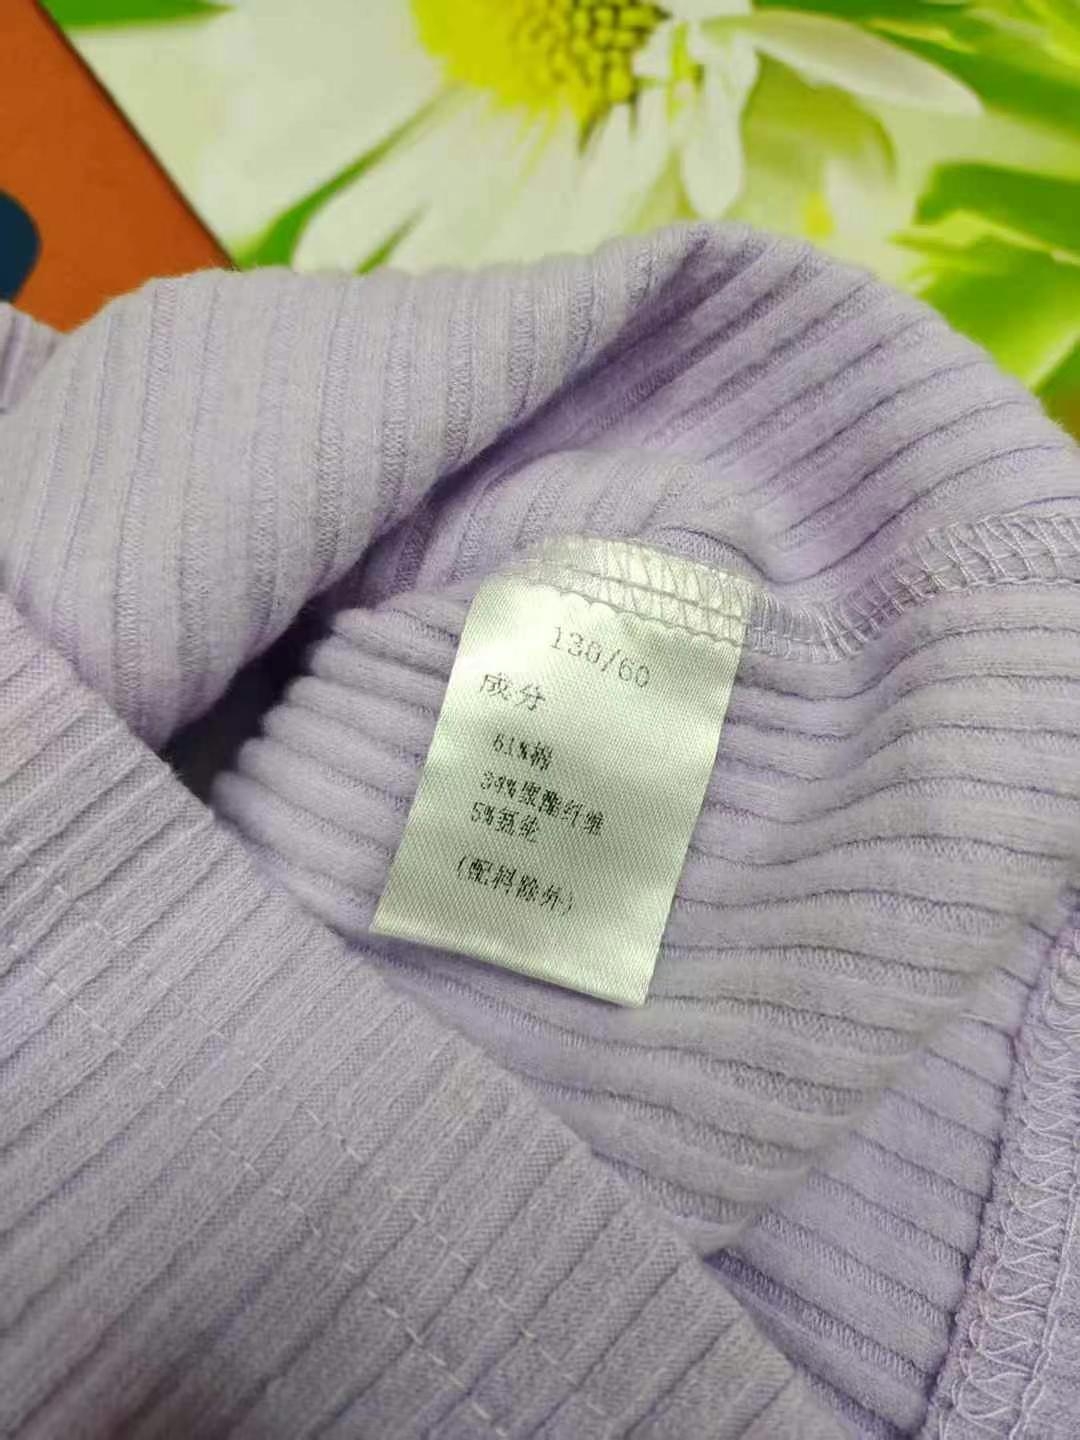 130/60
成分
61%棉
34%聚酯纤维
5%氨纶
(配料除外)